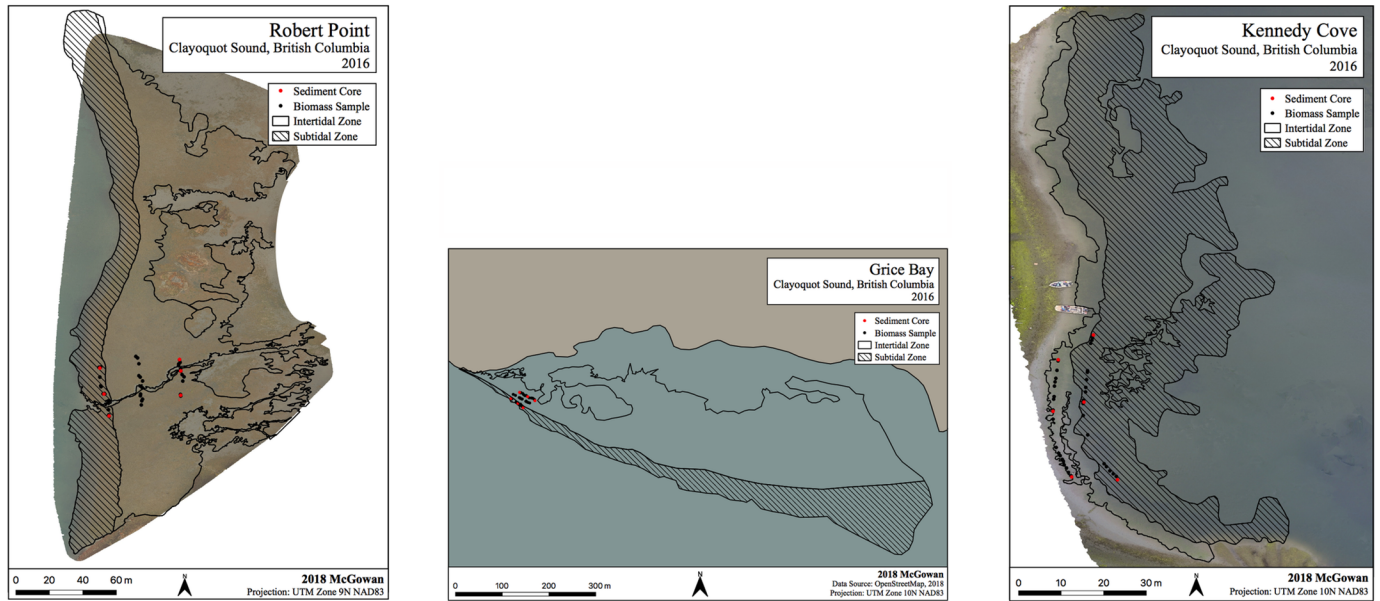 Robert Point
Clayoquot Sound, British Columbia
2016
Sediment Core
Biomass Sample
Intertidal Zone
Subtidal Zone
0 20 40 60 m
N
2018 McGowan
Projection: UTM Zone 9N NAD83
Grice Bay
Clayoquot Sound, British Columbia
2016
Sediment Core
Biomass Sample
Intertidal Zone
Subtidal Zone
0 100 200 300 m
N
2018 McGowan
Data Source: OpenStreetMap, 2018
Projection: UTM Zone 10N NAD83
Kennedy Cove
Clayoquot Sound, British Columbia
2016
Sediment Core
Biomass Sample
Intertidal Zone
Subtidal Zone
0 10 20 30 m
N
2018 McGowan
Projection: UTM Zone 10N NAD83